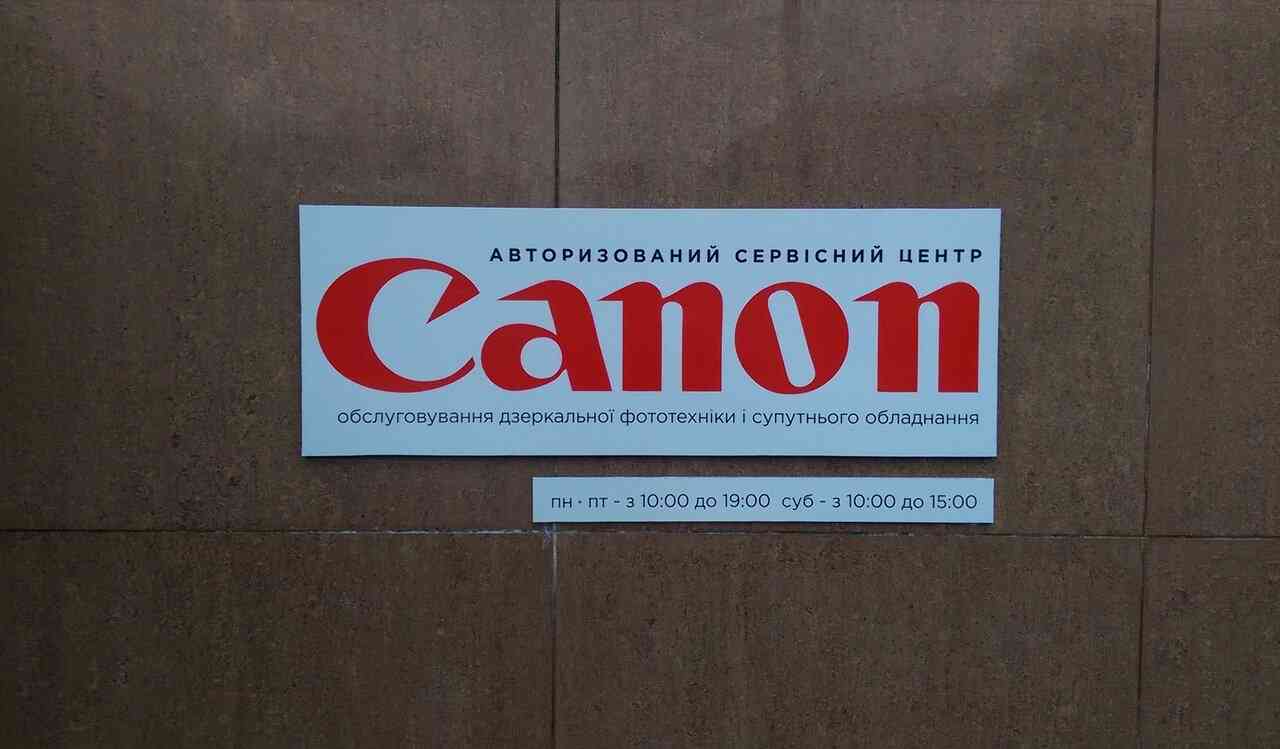 АВТОРИЗОВАНИЙ СЕРВІСНИЙ ЦЕНТР
Canon
обслуговування дзеркальної фототехніки і супутнього обладнання
пн · пт - з 10:00 до 19:00 суб - з 10:00 до 15:00